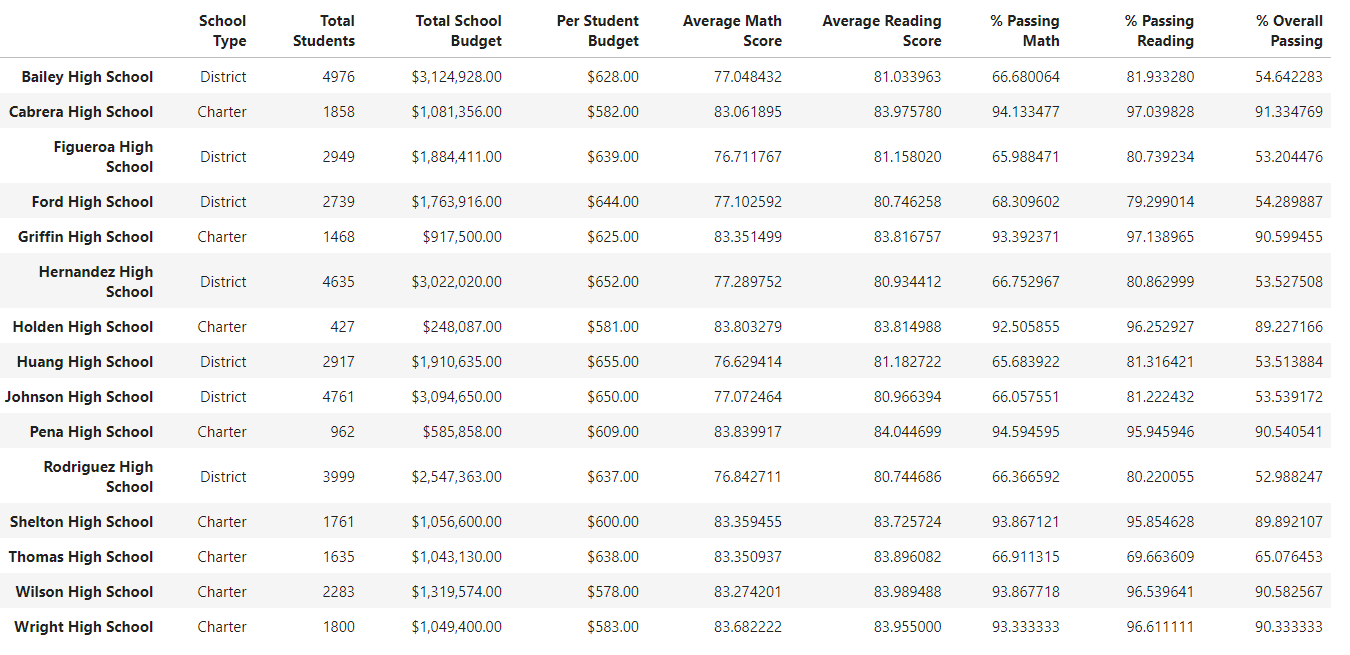 School Total Total School Per Student Average Math Average Reading % Passing % Passing % Overall
Type Students Budget Budget Score Score Math Reading Passing
Bailey High School District 4976 $3,124,928.00 $628.00 77.048432 81.033963 66.680064 81.933280 54.642283
Cabrera High School Charter 1858 $1,081,356.00 $582.00 83.061895 83.975780 94.133477 97.039828 91.334769
Figueroa High
School District 2949 $1,884,411.00 $639.00 76.711767 81.158020 65.988471 80.739234 53.204476
Ford High School District 2739 $1,763,916.00 $644.00 77.102592 80.746258 68.309602 79.299014 54.289887
Griffin High School Charter 1468 $917,500.00 $625.00 83.351499 83.816757 93.392371 97.138965 90.599455
Hernandez High
School District 4635 $3,022,020.00 $652.00 77.289752 80.934412 66.752967 80.862999 53.527508
Holden High School Charter 427 $248,087.00 $581.00 83.803279 83.814988 92.505855 96.252927 89.227166
Huang High School District 2917 $1,910,635.00 $655.00 76.629414 81.182722 65.683922 81.316421 53.513884
Johnson High School District 4761 $3,094,650.00 $650.00 77.072464 80.966394 66.057551 81.222432 53.539172
Pena High School Charter 962 $585,858.00 $609.00 83.839917 84.044699 94.594595 95.945946 90.540541
Rodriguez High
School District 3999 $2,547,363.00 $637.00 76.842711 80.744686 66.366592 80.220055 52.988247
Shelton High School Charter 1761 $1,056,600.00 $600.00 83.359455 83.725724 93.867121 95.854628 89.892107
Thomas High School Charter 1635 $1,043,130.00 $638.00 83.350937 83.896082 66.911315 69.663609 65.076453
Wilson High School Charter 2283 $1,319,574.00 $578.00 83.274201 83.989488 93.867718 96.539641 90.582567
Wright High School Charter 1800 $1,049,400.00 $583.00 83.682222 83.955000 93.333333 96.611111 90.333333